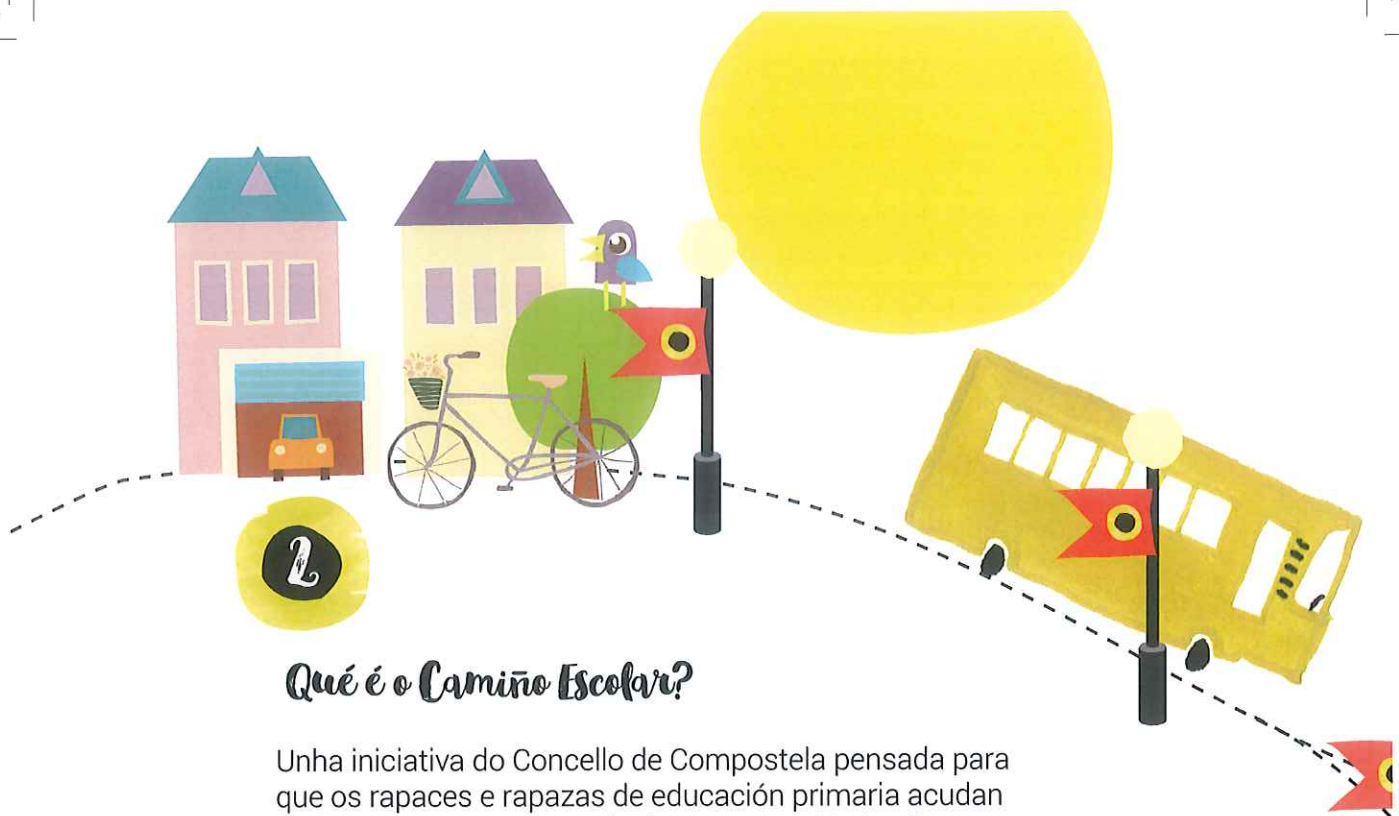 2
Qué é o Camiño Escolar?
Unha iniciativa do Concello de Compostela pensada para
que os rapaces e rapazas de educación primaria acudan